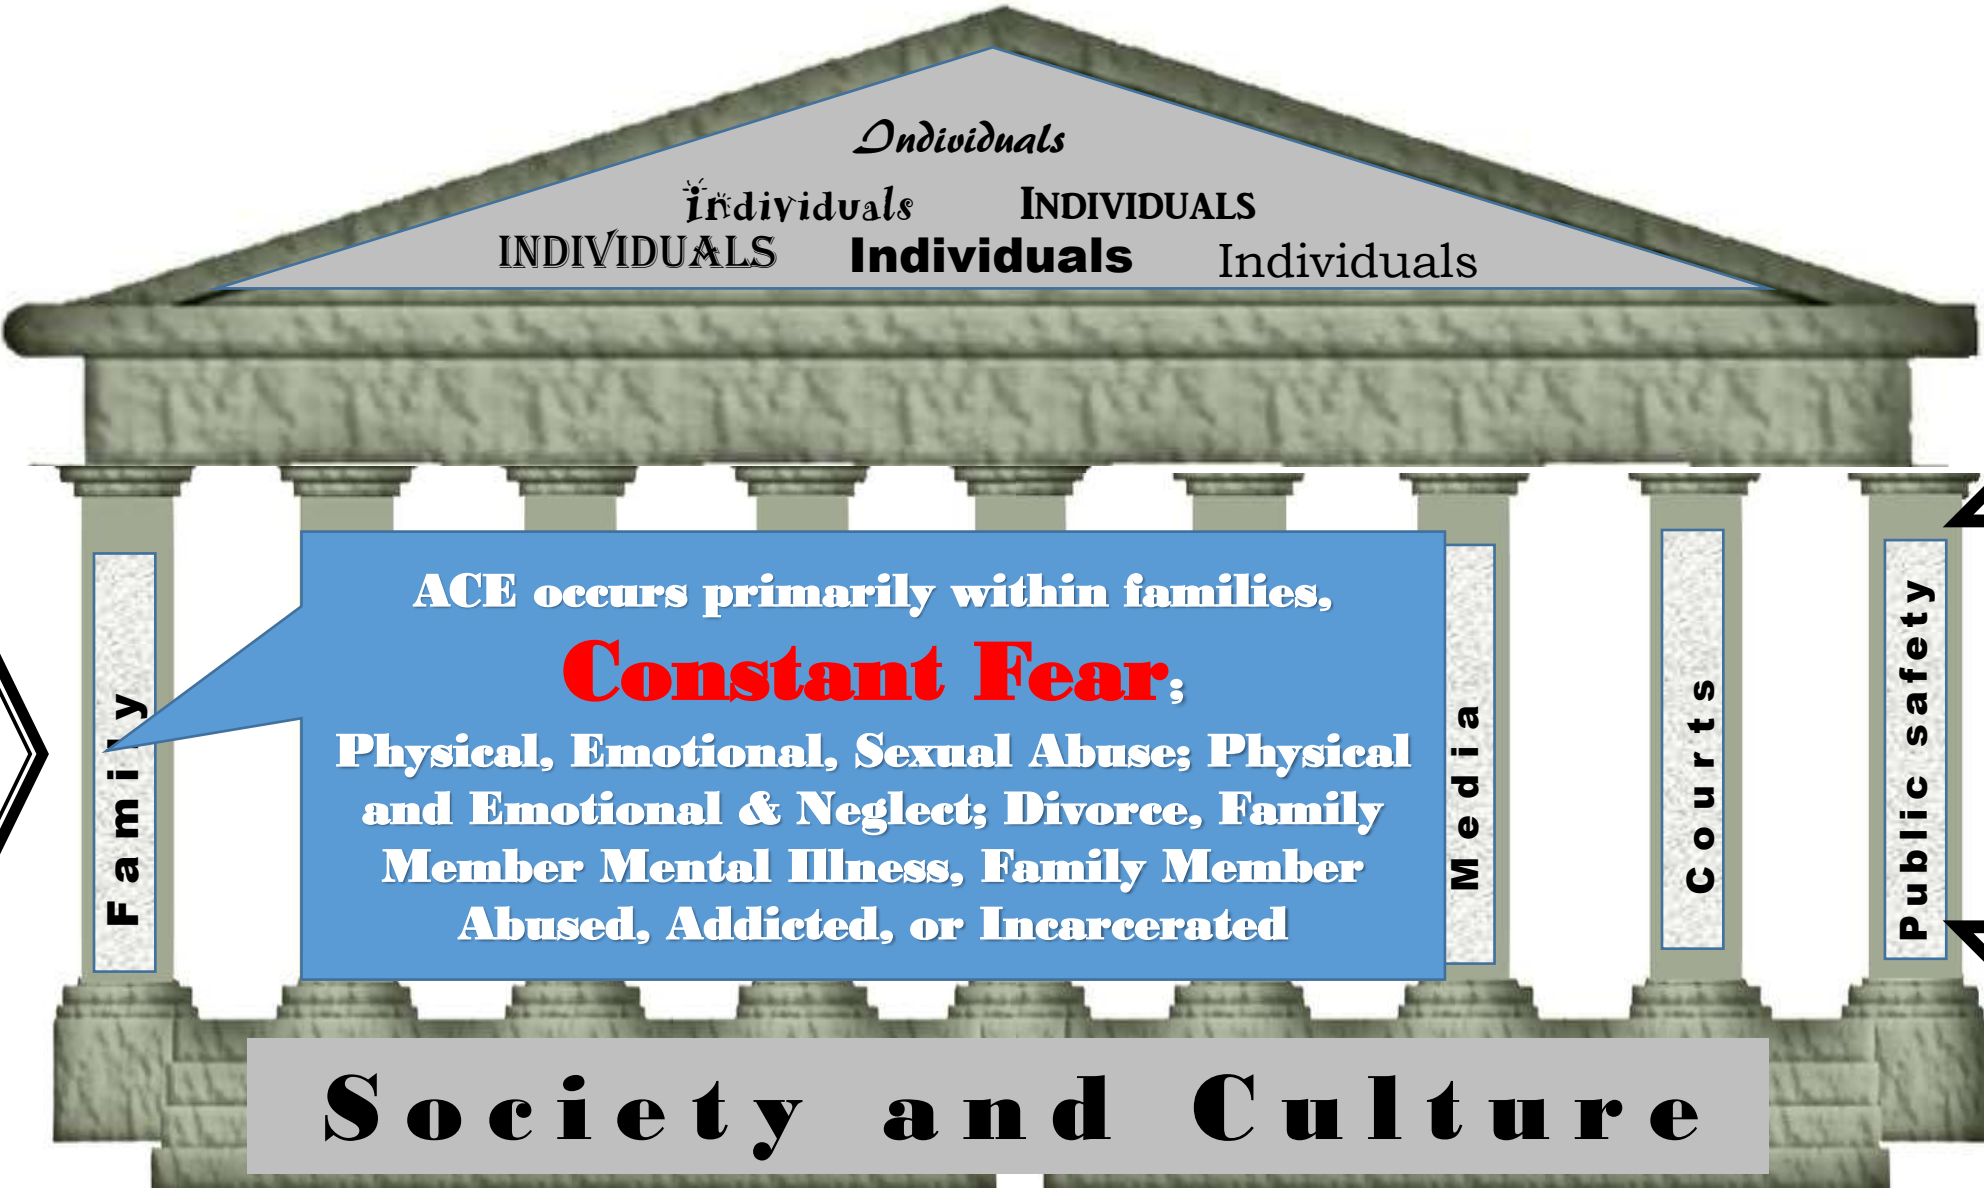 Individuals
individuals INDIVIDUALS
INDIVIDUALS Individuals Individuals
ACE occurs primarily within families,
Constant Fear;
Physical, Emotional, Sexual Abuse; Physical
and Emotional & Neglect; Divorce, Family
Member Mental Illness, Family Member
Abused, Addicted, or Incarcerated
Family
Media
Courts
Public safety
Society and Culture